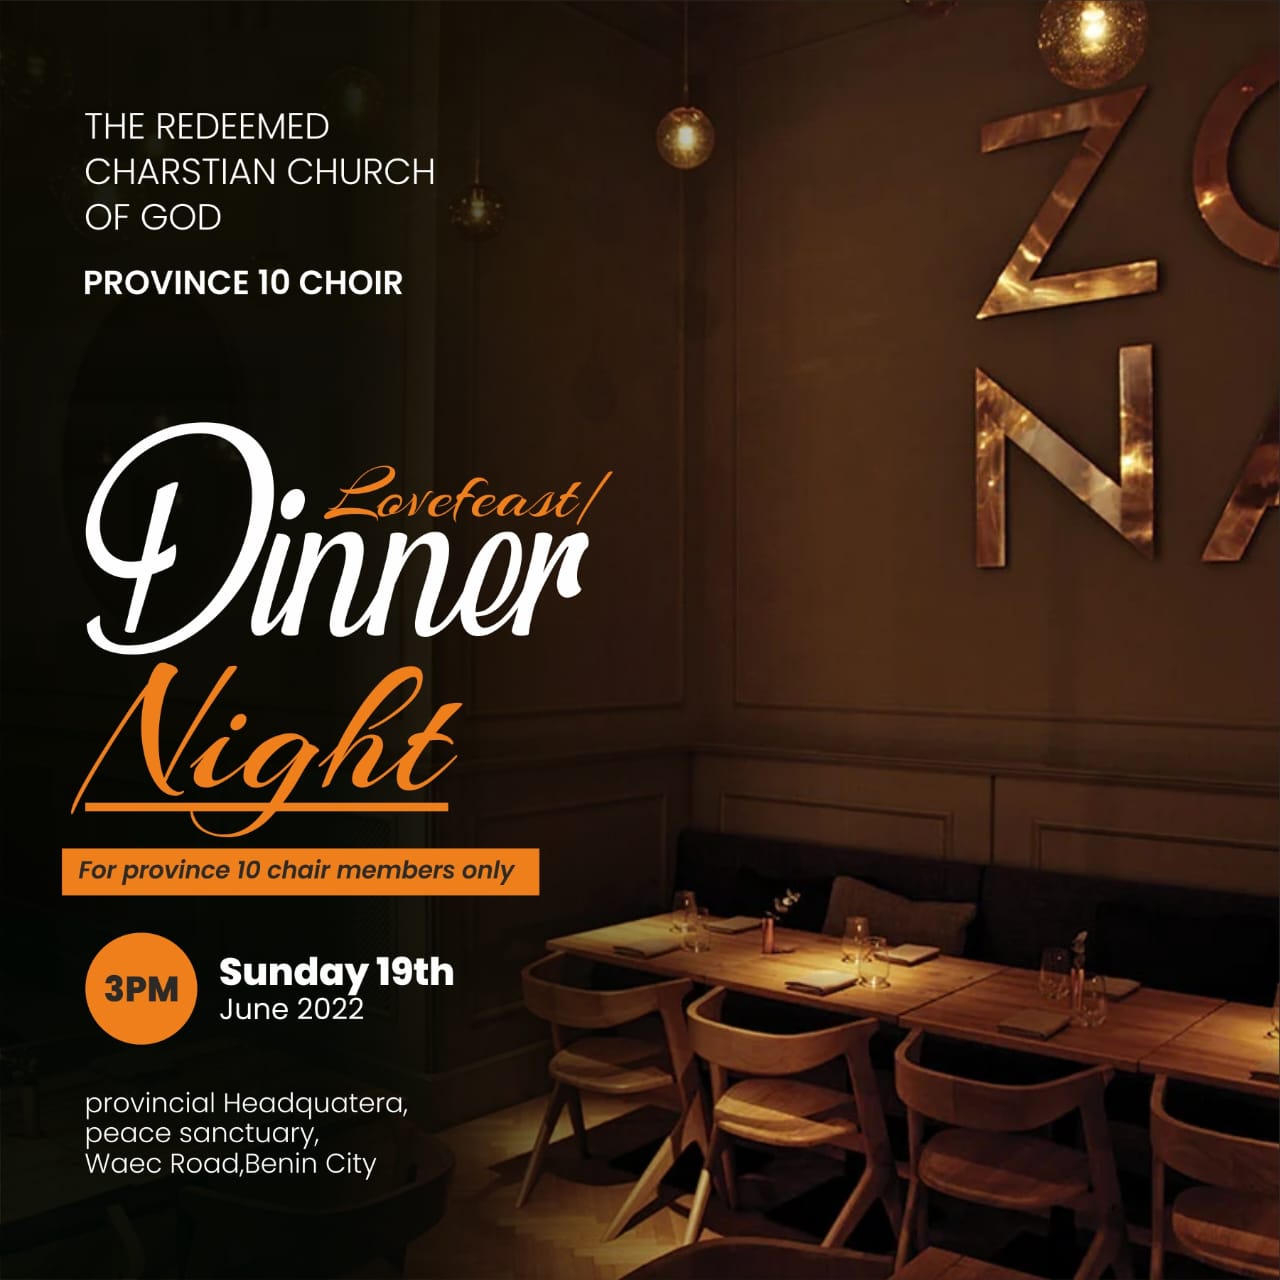 THE REDEEMED
CHARSTIAN CHURCH
OF GOD
PROVINCE 10 CHOIR
Lovefeast/
Dinner
Night
For province 10 chair members only
3PM
Sunday 19th
June 2022
provincial Headquatera,
peace sanctuary,
Waec Road,Benin City
Z
N